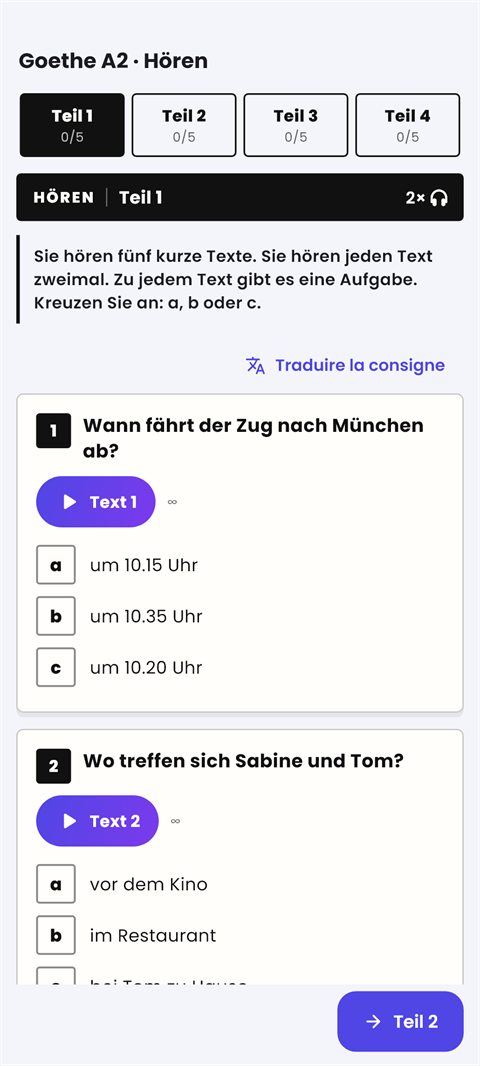 Goethe A2 · Hören
Teil 1
0/5
Teil 2
0/5
Teil 3
0/5
Teil 4
0/5
HÖREN | Teil 1
2×
Sie hören fünf kurze Texte. Sie hören jeden Text
zweimal. Zu jedem Text gibt es eine Aufgabe.
Kreuzen Sie an: a, b oder c.
Traduire la consigne
1 Wann fährt der Zug nach München
ab?
Text 1 ∞
a um 10.15 Uhr
b um 10.35 Uhr
c um 10.20 Uhr
2 Wo treffen sich Sabine und Tom?
Text 2 ∞
a vor dem Kino
b im Restaurant
bei Tom zu Hause
→ Teil 2